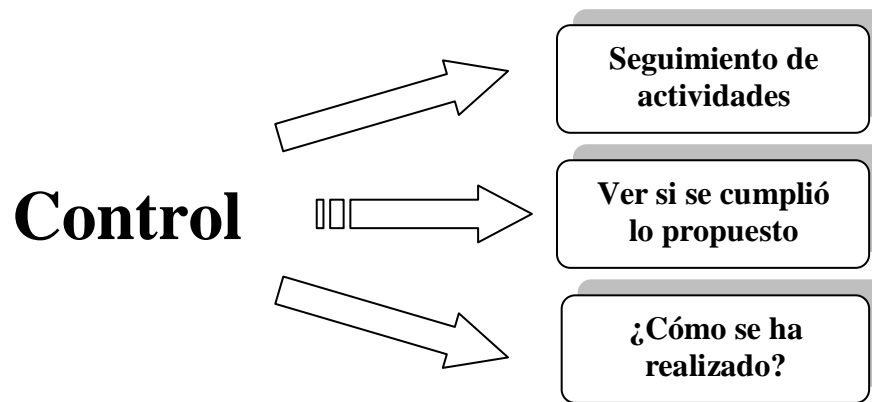 Control
Seguimiento de
actividades
Ver si se cumplió
lo propuesto
¿Cómo se ha
realizado?